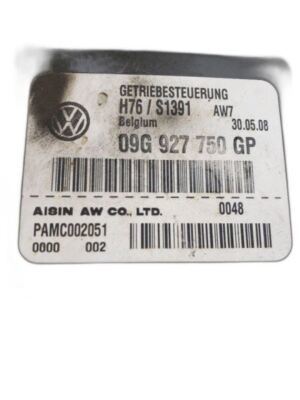 GETRIEBESTEUERUNG
H76 / S1391 AW7
Belgium 30.05.08
09G 927 750 GP
AISIN AW CO., LTD. 0048
PAMC002051
0000 002